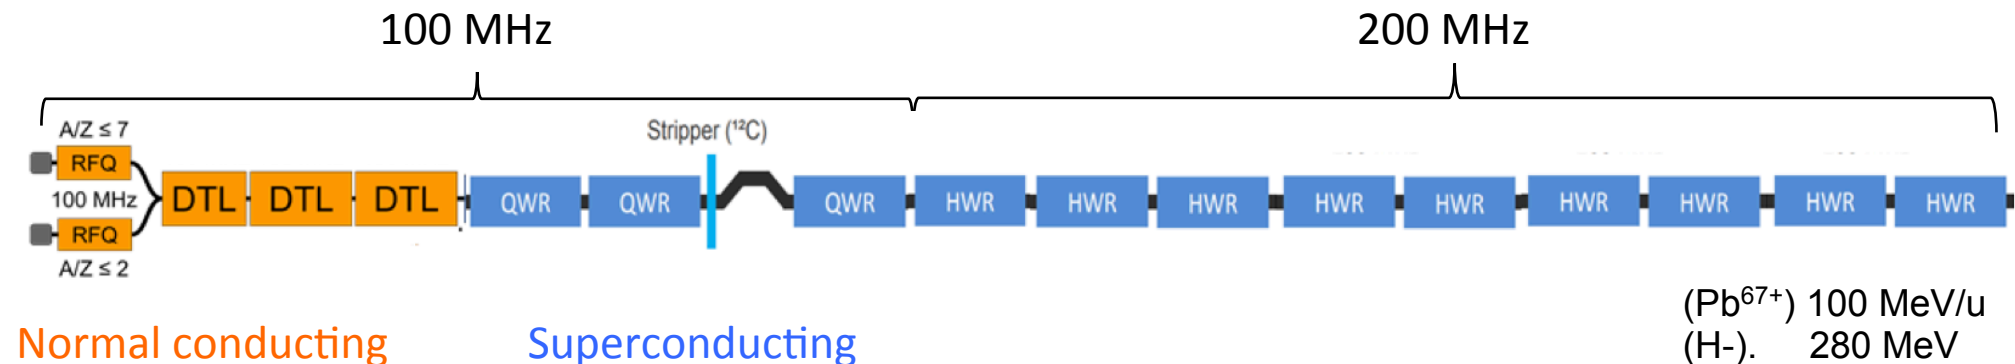 100 MHz
200 MHz
A/Z ≤ 7
Stripper (¹²C)
RFQ
100 MHz
DTL DTL DTL QWR QWR QWR HWR HWR HWR HWR HWR HWR HWR HWR HWR
RFQ
A/Z ≤ 2
(Pb⁶⁷⁺) 100 MeV/u
Normal conducting
Superconducting
(H-). 280 MeV